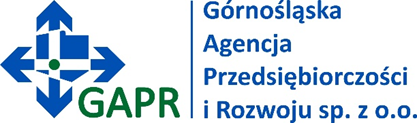 GAPR
Górnośląska
Agencja
Przedsiębiorczości
i Rozwoju sp. z o.o.